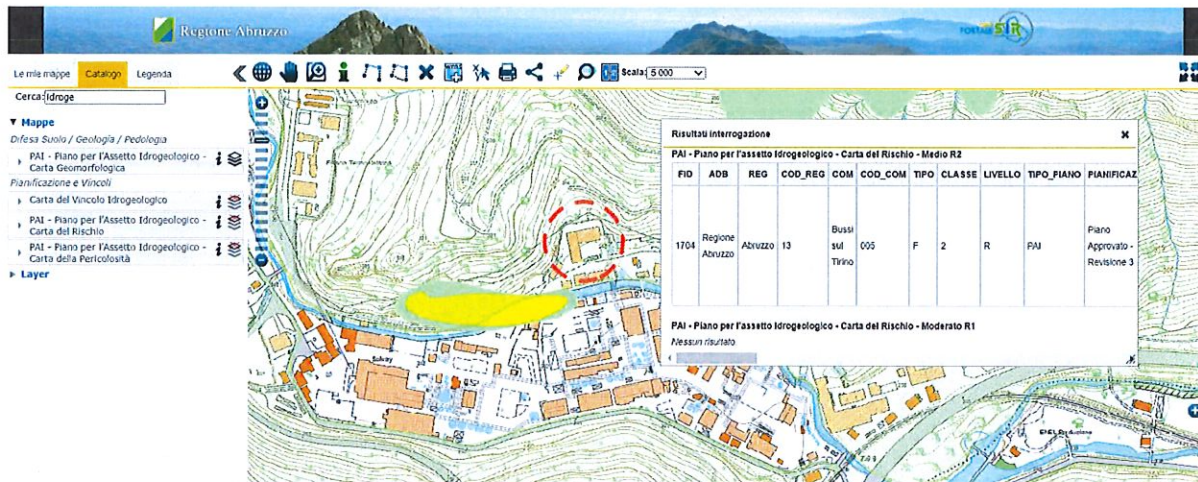 Regione Abruzzo
PORTALE
Le mie mappe Catalogo Legenda
Scala: 5 000
Cerca: idroge
Mappe
Difesa Suolo / Geologia / Pedologia
PAI - Piano per l'Assetto Idrogeologico -
Carta Geomorfologica
Pianificazione e Vincoli
Carta del Vincolo Idrogeologico
PAI - Piano per l'Assetto Idrogeologico -
Carta del Rischio
PAI - Piano per l'Assetto Idrogeologico -
Carta della Pericolosità
Layer
Risultati interrogazione
PAI - Piano per l'assetto Idrogeologico - Carta del Rischio - Medio R2
FID ADB REG COD_REG COM COD_COM TIPO CLASSE LIVELLO TIPO_PIANO PIANIFICAZ
1704 Regione Abruzzo Abruzzo 13 Bussi sul Tirino 005 F 2 R PAI Piano Approvato - Revisione 3
PAI - Piano per l'assetto Idrogeologico - Carta del Rischio - Moderato R1
Nessun risultato
Solvay
ENEL Produzione